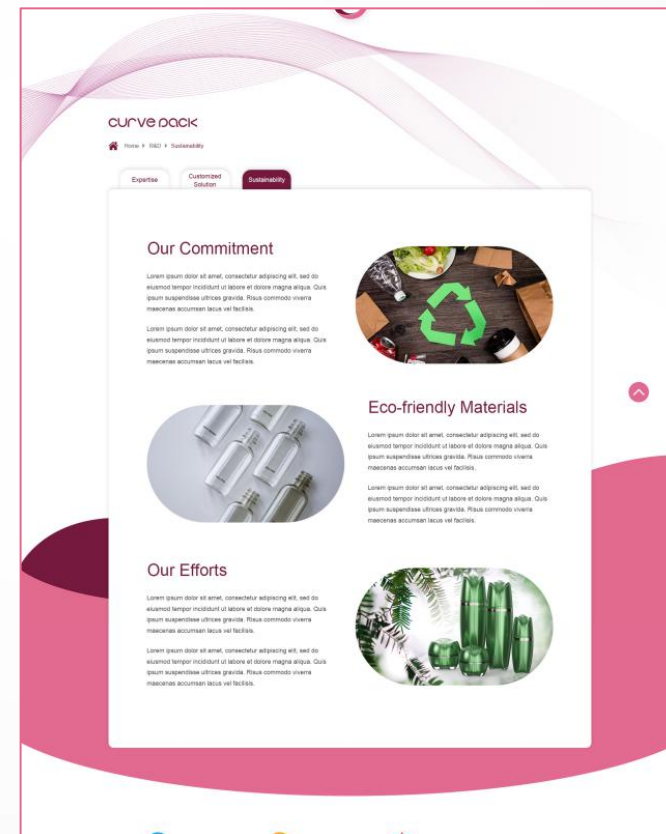 curve pack
Home R&D Sustainability
Expertise
Customized
Solution
Sustainability
Our Commitment
Lorem ipsum dolor sit amet, consectetur adipiscing elit, sed do
eiusmod tempor incididunt ut labore et dolore magna aliqua. Quis
ipsum suspendisse ultrices gravida. Risus commodo viverra
maecenas accumsan lacus vel facilisis.
Lorem ipsum dolor sit amet, consectetur adipiscing elit, sed do
eiusmod tempor incididunt ut labore et dolore magna aliqua. Quis
ipsum suspendisse ultrices gravida. Risus commodo viverra
maecenas accumsan lacus vel facilisis.
Eco-friendly Materials
Lorem ipsum dolor sit amet, consectetur adipiscing elit, sed do
eiusmod tempor incididunt ut labore et dolore magna aliqua. Quis
ipsum suspendisse ultrices gravida. Risus commodo viverra
maecenas accumsan lacus vel facilisis.
Lorem ipsum dolor sit amet, consectetur adipiscing elit, sed do
eiusmod tempor incididunt ut labore et dolore magna aliqua. Quis
ipsum suspendisse ultrices gravida. Risus commodo viverra
maecenas accumsan lacus vel facilisis.
Our Efforts
Lorem ipsum dolor sit amet, consectetur adipiscing elit, sed do
eiusmod tempor incididunt ut labore et dolore magna aliqua. Quis
ipsum suspendisse ultrices gravida. Risus commodo viverra
maecenas accumsan lacus vel facilisis.
Lorem ipsum dolor sit amet, consectetur adipiscing elit, sed do
eiusmod tempor incididunt ut labore et dolore magna aliqua. Quis
ipsum suspendisse ultrices gravida. Risus commodo viverra
maecenas accumsan lacus vel facilisis.